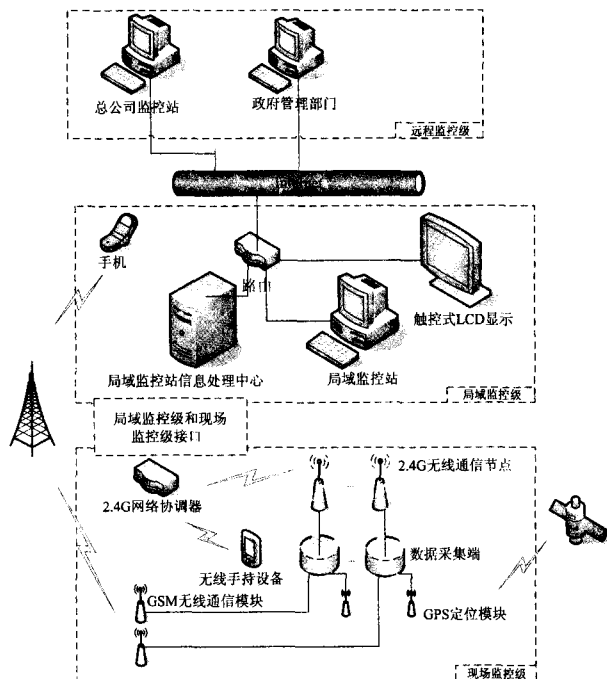 总公司监控站
政府管理部门
远程监控级
手机
路由
触控式LCD显示
局域监控站信息处理中心
局域监控站
局域监控级
局域监控级和现场
监控级接口
2.4G无线通信节点
2.4G网络协调器
数据采集端
无线手持设备
GSM无线通信模块
GPS定位模块
现场监控级